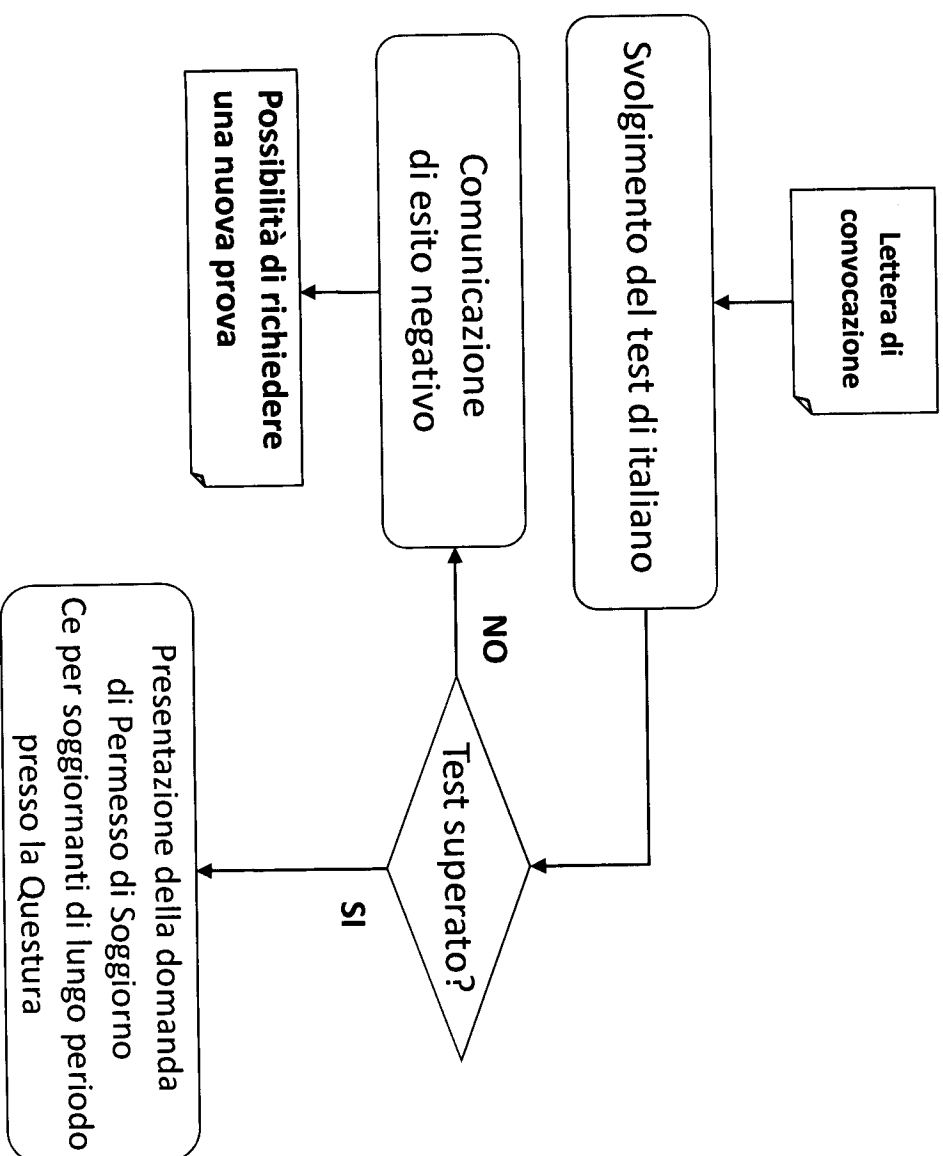 Lettera di
convocazione
Svolgimento del test di italiano
Test superato?
NO
SI
Comunicazione
di esito negativo
Possibilità di richiedere
una nuova prova
Presentazione della domanda
di Permesso di Soggiorno
Ce per soggiornanti di lungo periodo
presso la Questura